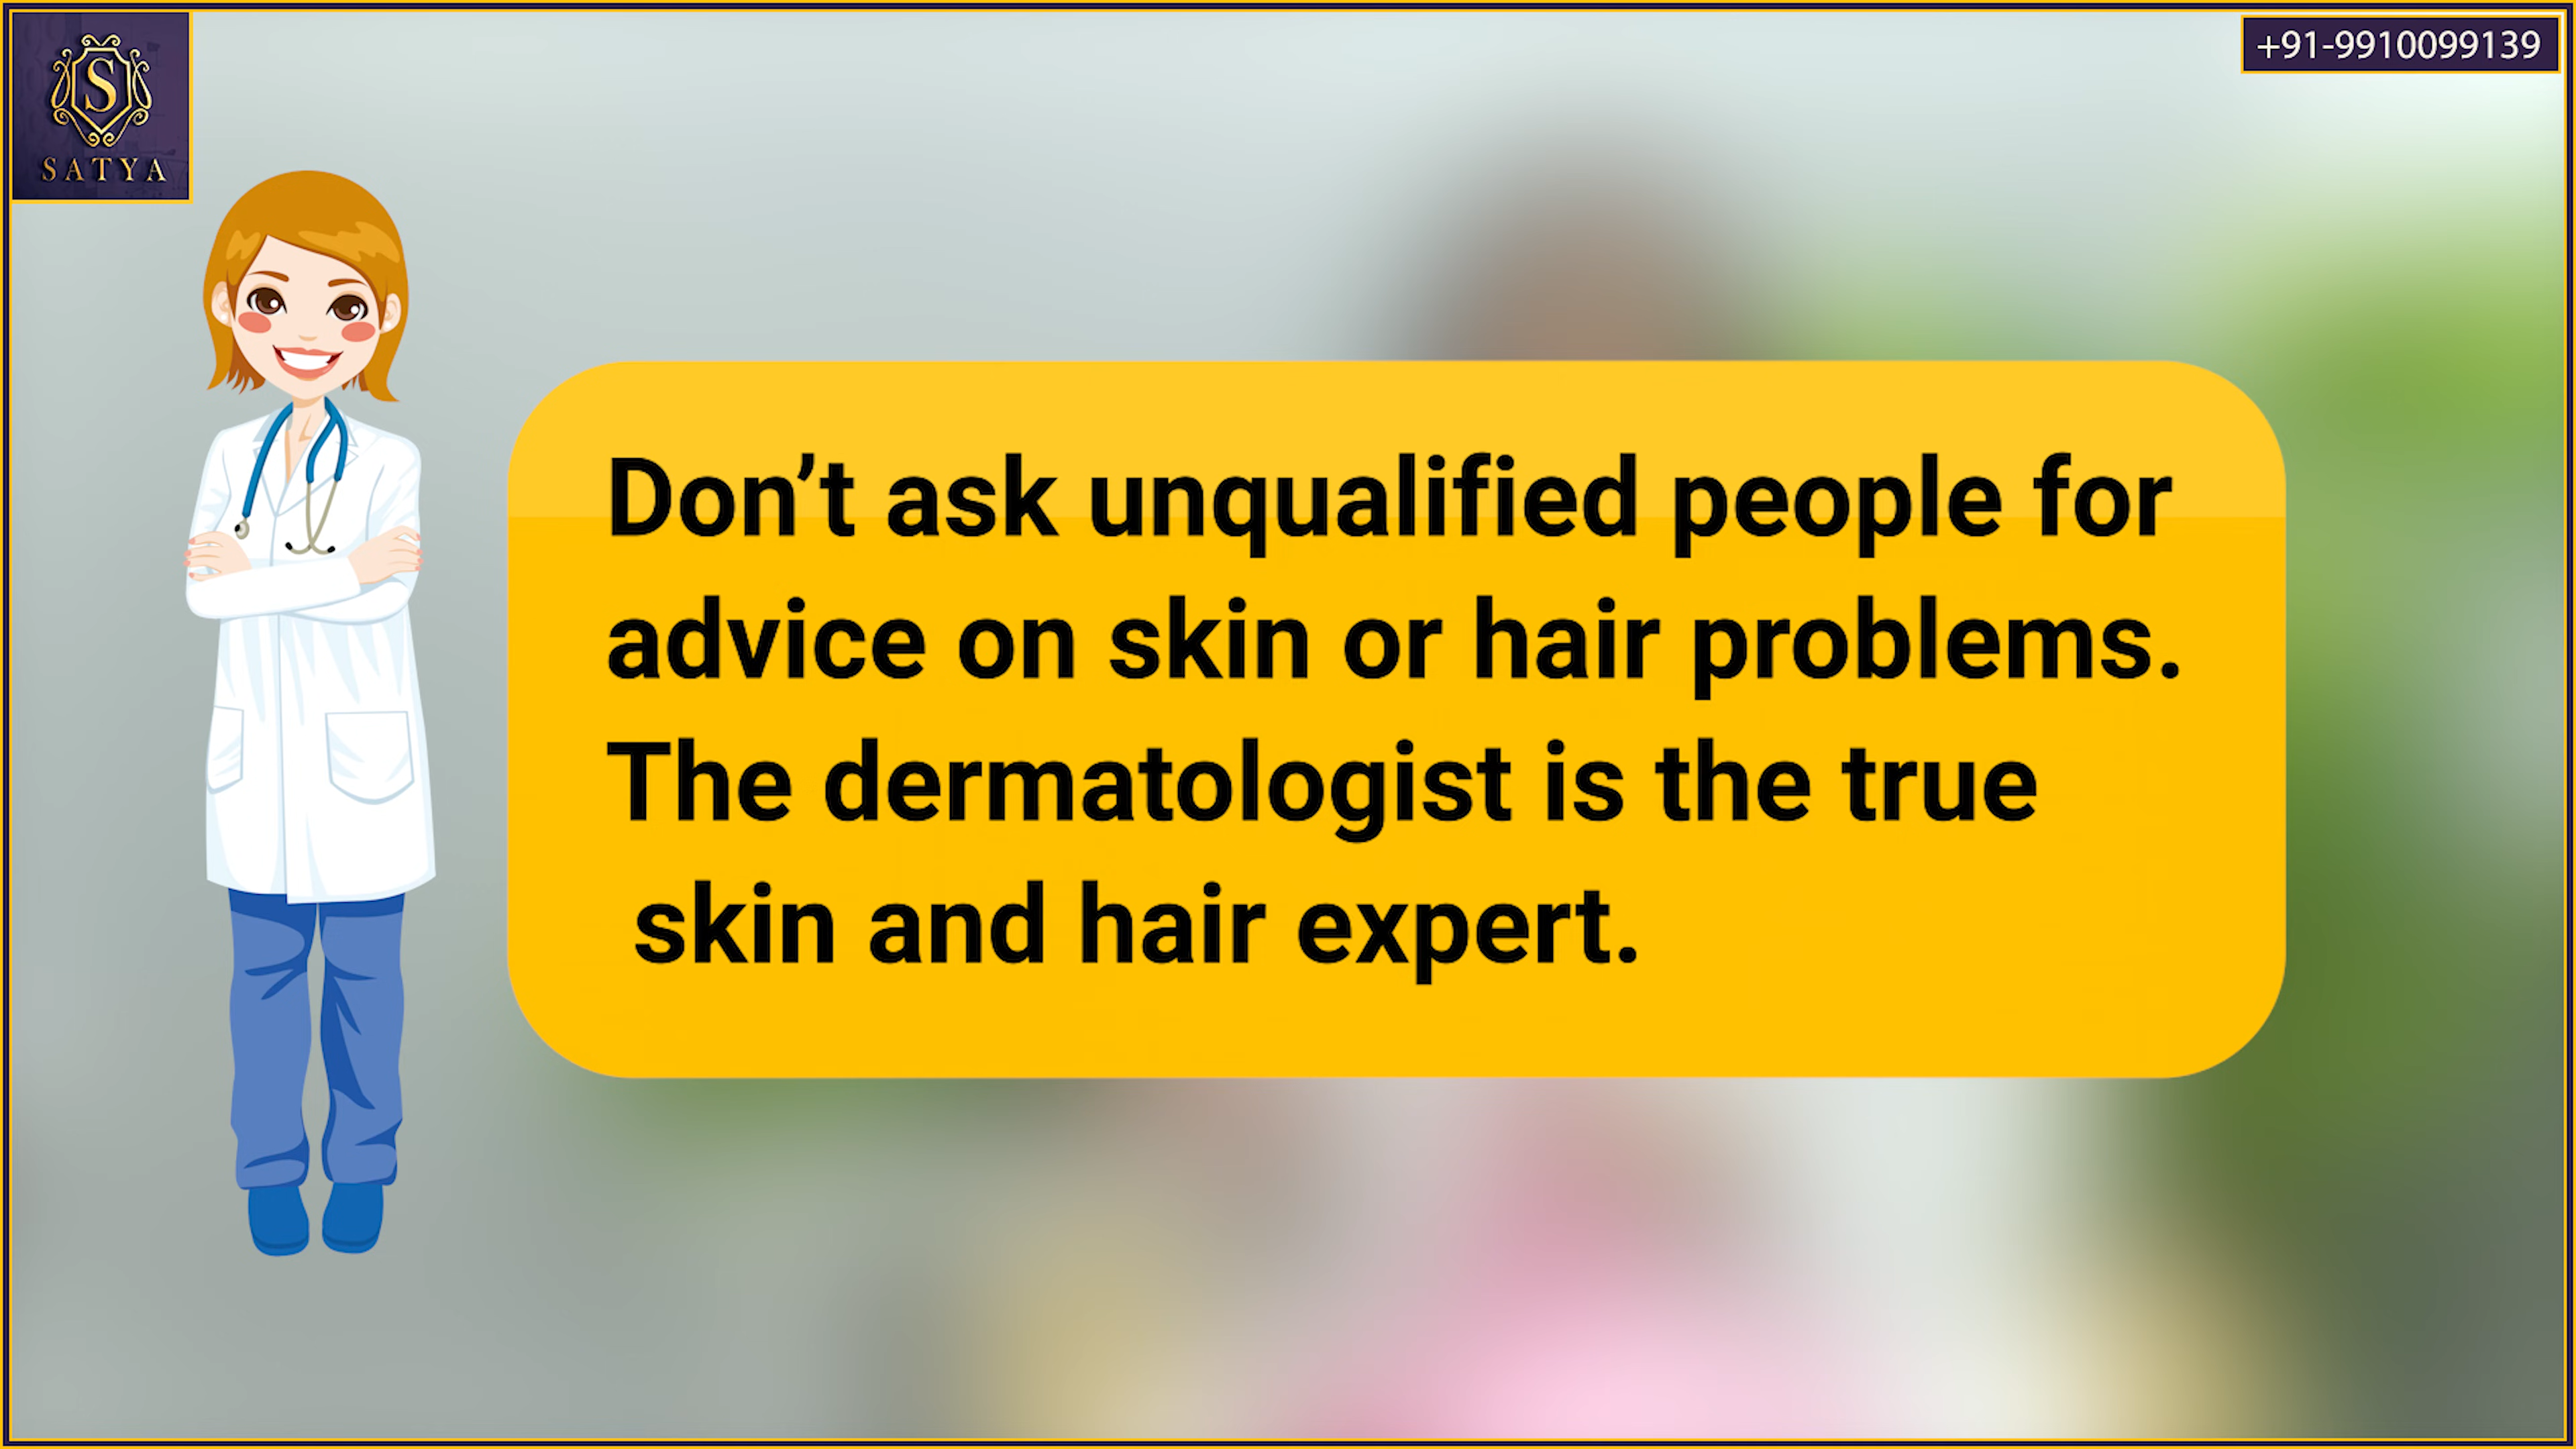 S
SATYA
+91-9910099139
Don’t ask unqualified people for
advice on skin or hair problems.
The dermatologist is the true
skin and hair expert.